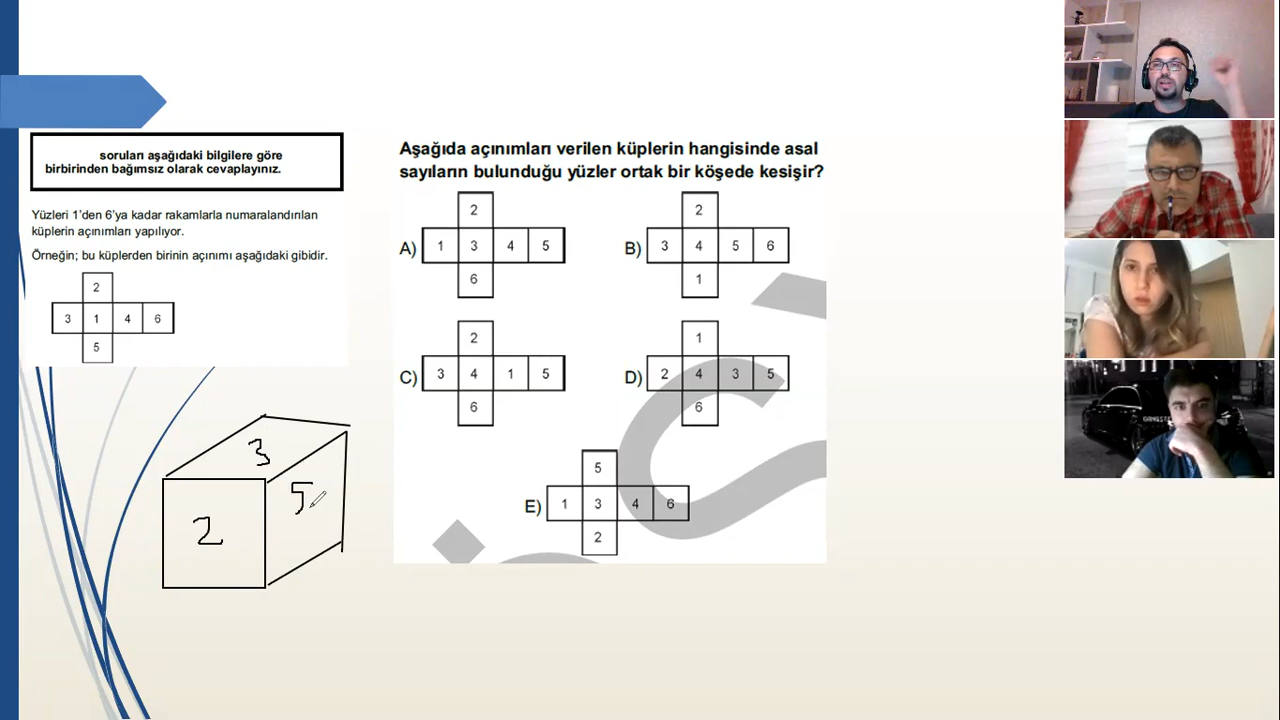 soruları aşağıdaki bilgilere göre
birbirinden bağımsız olarak cevaplayınız.
Yüzleri 1'den 6'ya kadar rakamlarla numaralandırılan
küplerin açınımları yapılıyor.
Örneğin; bu küplerden birinin açınımı aşağıdaki gibidir.
2
3 1 4 6
5
3
2 5
Aşağıda açınımları verilen küplerin hangisinde asal
sayıların bulunduğu yüzler ortak bir köşede kesişir?
2
A) 1 3 4 5
6
2
B) 3 4 5 6
1
2
C) 3 4 1 5
6
1
D) 2 4 3 5
6
5
E) 1 3 4 6
2